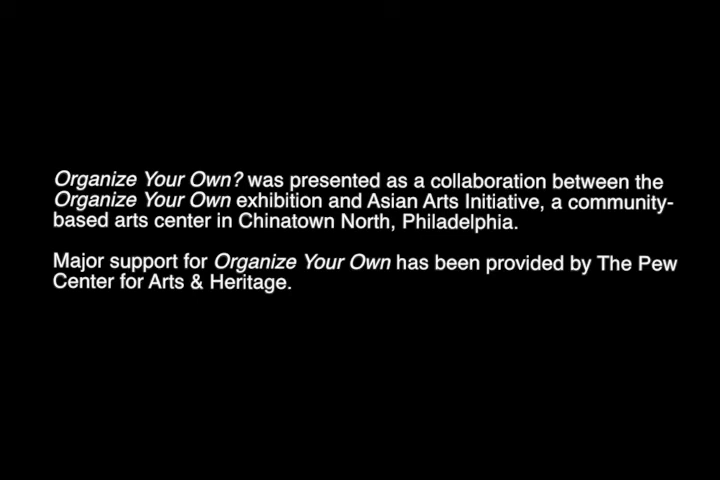 Organize Your Own? was presented as a collaboration between the
Organize Your Own exhibition and Asian Arts Initiative, a community-
based arts center in Chinatown North, Philadelphia.
Major support for Organize Your Own has been provided by The Pew
Center for Arts & Heritage.